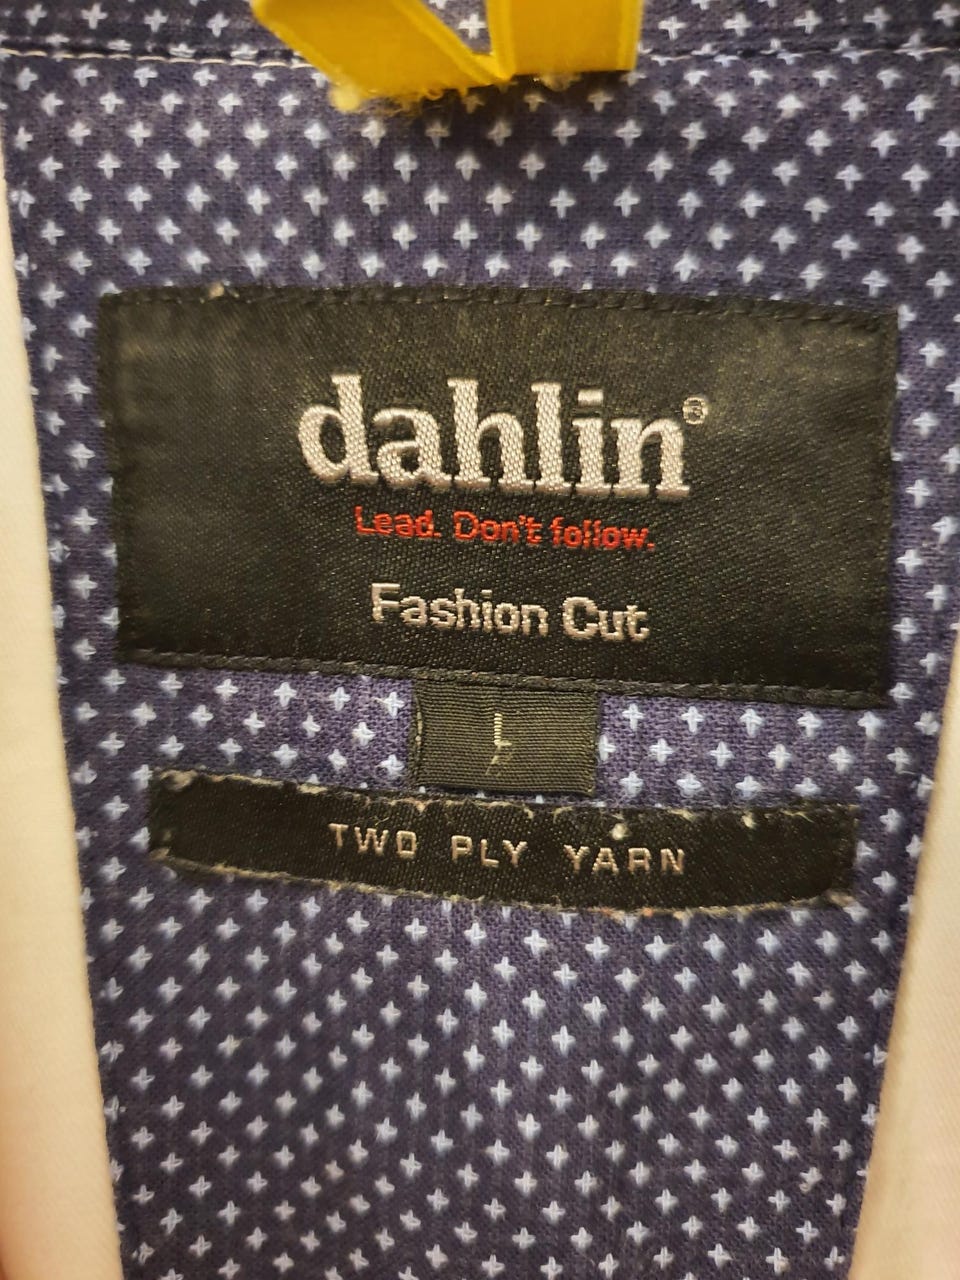 dahlin®
Lead. Don't follow.
Fashion Cut
L
TWO PLY YARN